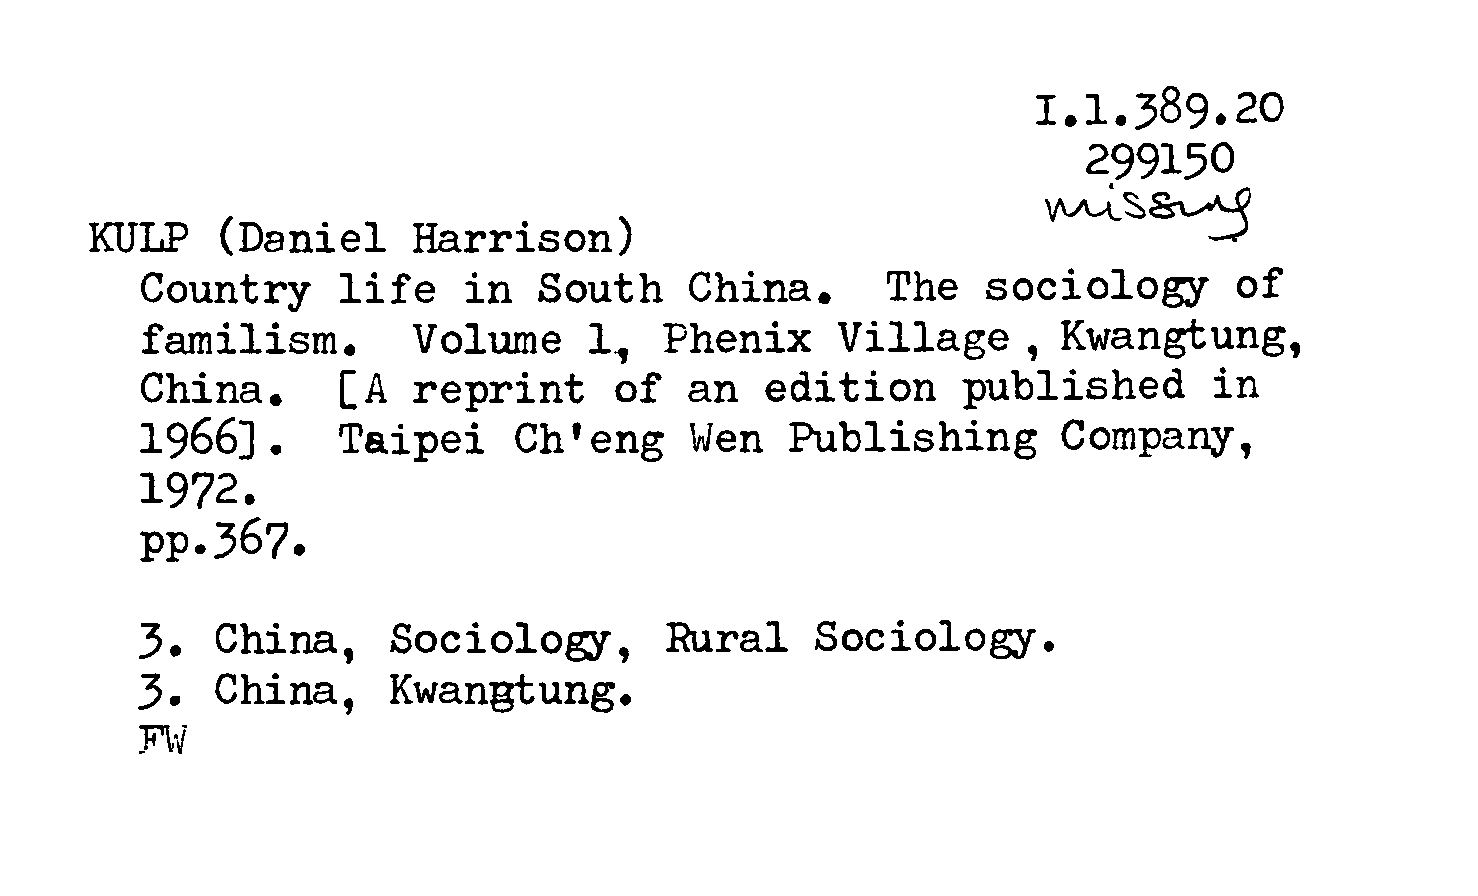 I.1.389.20
299150
missing
KULP (Daniel Harrison)
Country life in South China. The sociology of
familism. Volume 1, Phenix Village, Kwangtung,
China. [A reprint of an edition published in
1966]. Taipei Ch'eng Wen Publishing Company,
1972.
pp.367.
3. China, Sociology, Rural Sociology.
3. China, Kwangtung.
FW